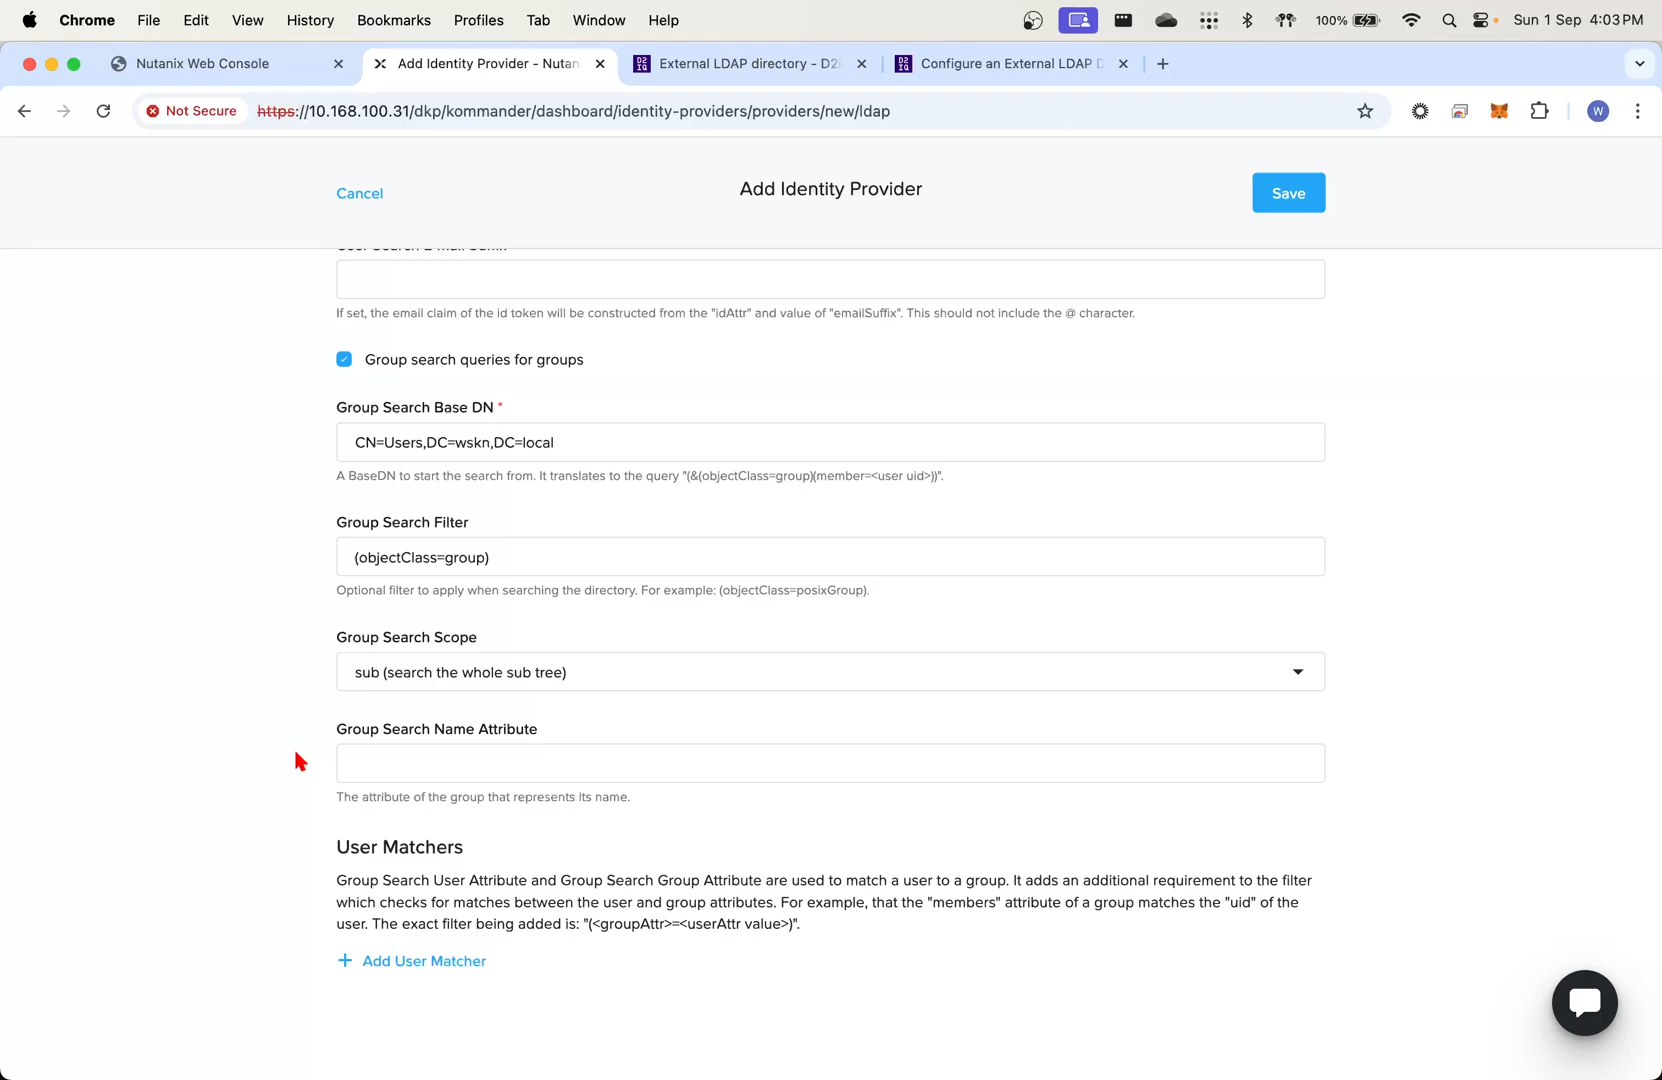 Chrome File Edit View History Bookmarks Profiles Tab Window Help 100% Sun 1 Sep 4:03PM
Nutanix Web Console Add Identity Provider - Nutan External LDAP directory - D2i Configure an External LDAP D
Not Secure https://10.168.100.31/dkp/kommander/dashboard/identity-providers/providers/new/ldap W
Cancel Add Identity Provider Save
If set, the email claim of the id token will be constructed from the "idAttr" and value of "emailSuffix". This should not include the @ character.
Group search queries for groups
Group Search Base DN *
CN=Users,DC=wskn,DC=local
A BaseDN to start the search from. It translates to the query "(&(objectClass=group)(member=<user uid>))".
Group Search Filter
(objectClass=group)
Optional filter to apply when searching the directory. For example: (objectClass=posixGroup).
Group Search Scope
sub (search the whole sub tree)
Group Search Name Attribute
The attribute of the group that represents its name.
User Matchers
Group Search User Attribute and Group Search Group Attribute are used to match a user to a group. It adds an additional requirement to the filter
which checks for matches between the user and group attributes. For example, that the "members" attribute of a group matches the "uid" of the
user. The exact filter being added is: "(<groupAttr>=<userAttr value>)".
+ Add User Matcher